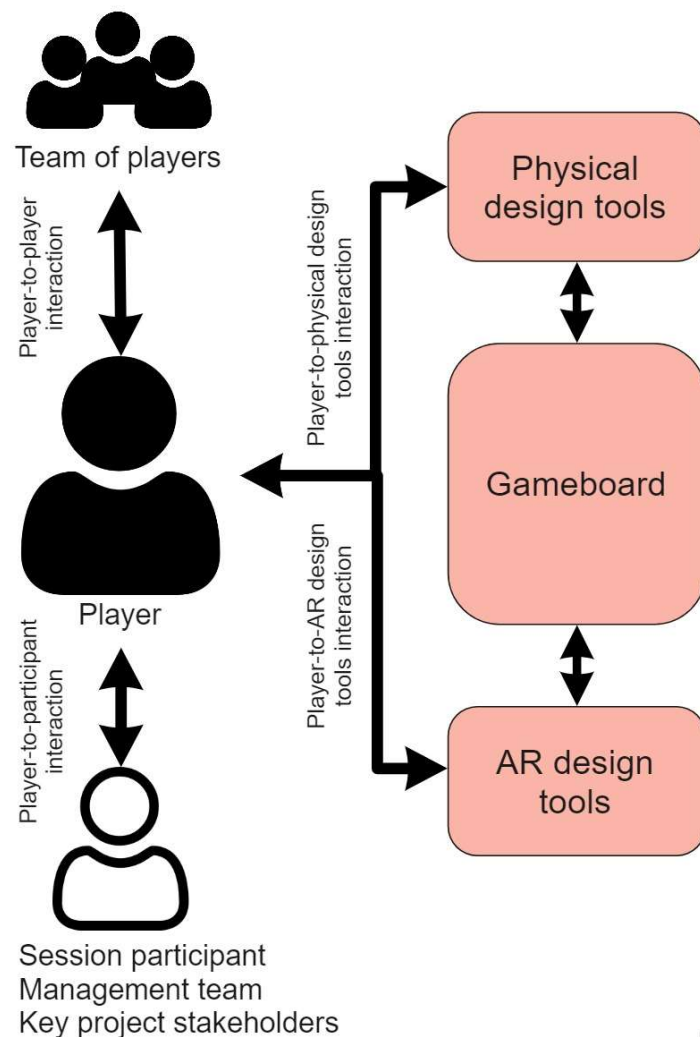 Team of players
Player-to-player
interaction
Player
Player-to-participant
interaction
Session participant
Management team
Key project stakeholders
Player-to-physical design
tools interaction
Player-to-AR design
tools interaction
Physical
design tools
Gameboard
AR design
tools